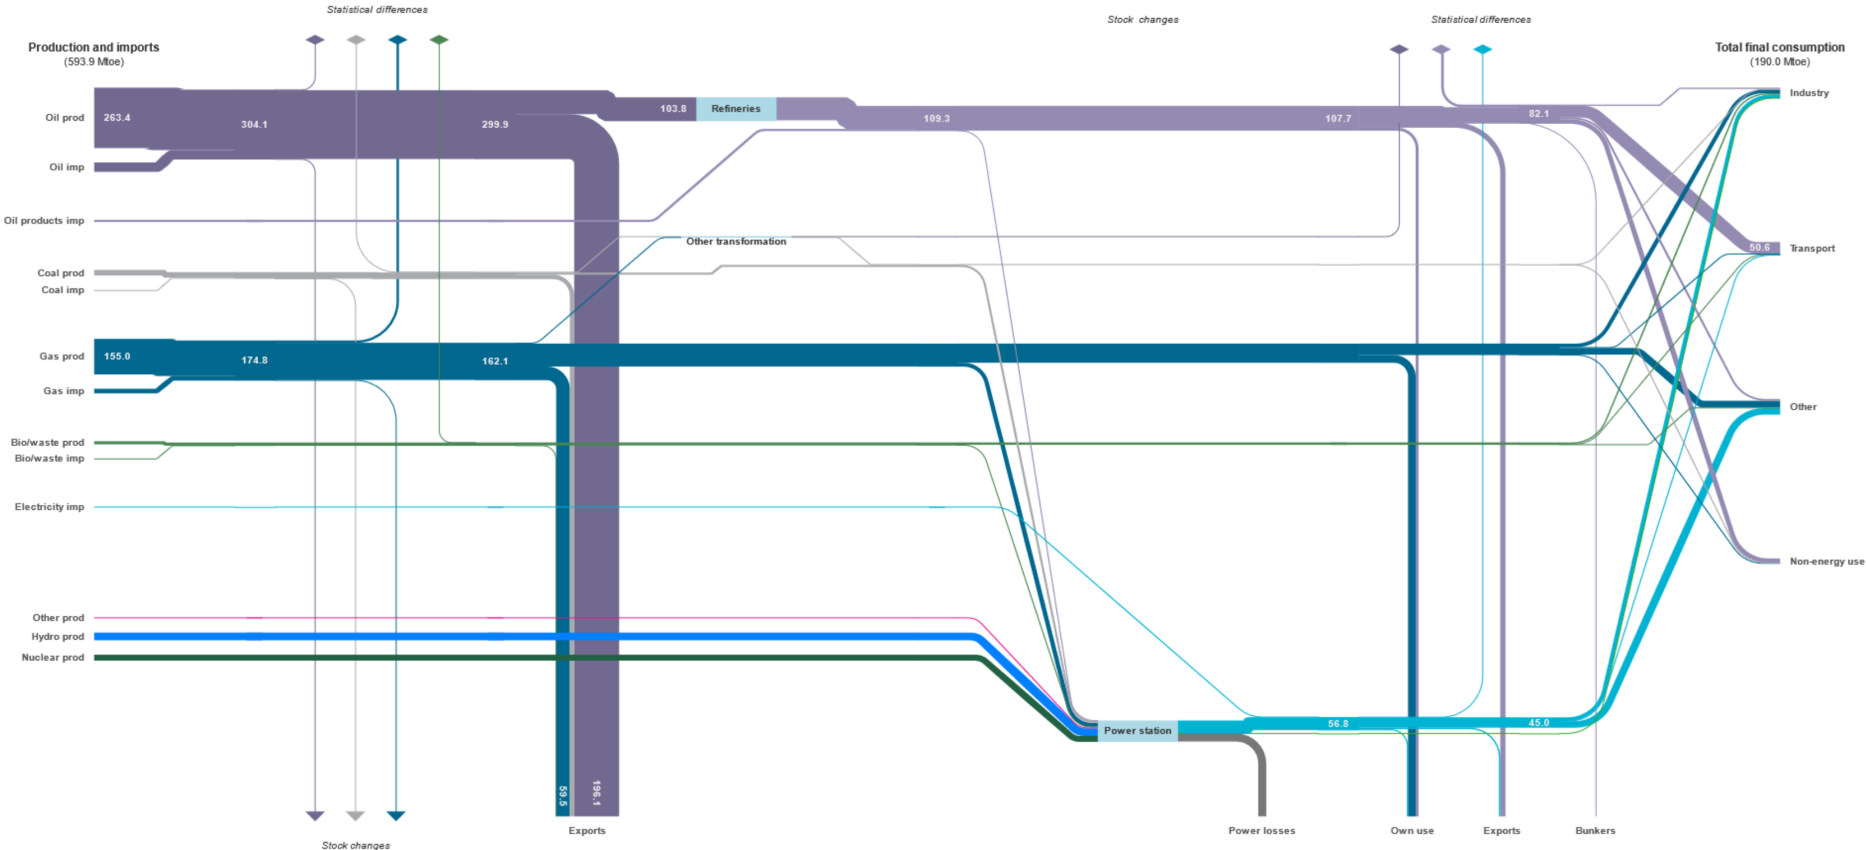 Statistical differences
Stock changes
Statistical differences
Production and imports
(593.9 Mtoe)
Total final consumption
(190.0 Mtoe)
Oil prod
263.4
304.1
299.9
103.8
Refineries
109.3
107.7
82.1
Industry
Oil imp
Oil products imp
Other transformation
50.6
Transport
Coal prod
Coal imp
Gas prod
155.0
174.8
162.1
Gas imp
Other
Bio/waste prod
Bio/waste imp
Electricity imp
Non-energy use
Other prod
Hydro prod
Nuclear prod
Power station
56.8
45.0
59.5
196.1
Exports
Power losses
Own use
Exports
Bunkers
Stock changes